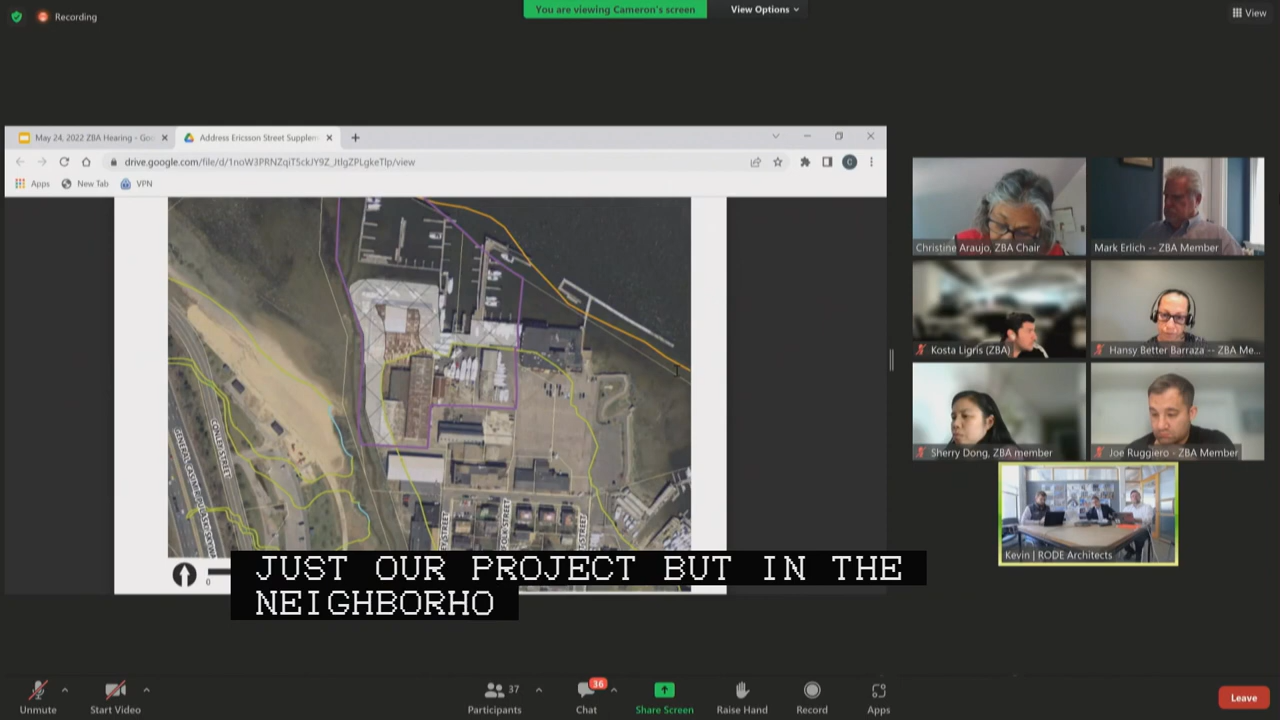 Recording
You are viewing Cameron's screen
View Options
View
May 24, 2022 ZBA Hearing - Goo
Address Ericsson Street Supplem
drive.google.com/file/d/1noW3PRNZqiT5ckJY9Z_JtlgZPLgkeTlp/view
Apps
New Tab
VPN
CONLEY STREET
STREET
0
JUST OUR PROJECT BUT IN THE
NEIGHBORHO
Christine Araujo, ZBA Chair
Mark Erlich -- ZBA Member
Kosta Ligris (ZBA)
Hansy Better Barraza -- ZBA Me...
Sherry Dong, ZBA member
Joe Ruggiero - ZBA Member
Kevin | RODE Architects
Unmute
Start Video
Participants
37
Chat
36
Share Screen
Raise Hand
Record
Apps
Leave